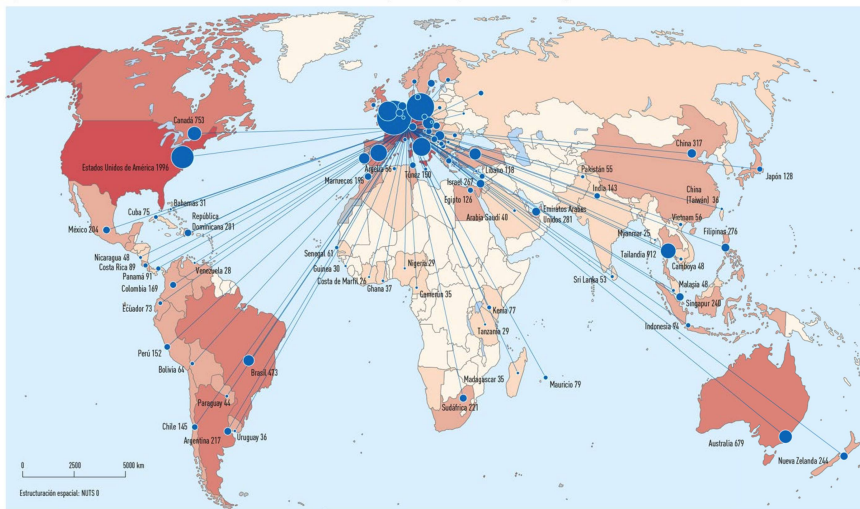 Canadá 753
Estados Unidos de América 1996
Bahamas 31
Cuba 75
República
Dominicana 201
México 204
Nicaragua 48
Costa Rica 89
Panamá 91
Venezuela 28
Colombia 169
Ecuador 73
Perú 152
Bolivia 64
Brasil 473
Paraguay 44
Chile 145
Argentina 217
Uruguay 36
Argelia 66
Marruecos 195
Túnez 150
Líbano 118
Israel 267
Egipto 126
Arabia Saudí 40
Emiratos Árabes
Unidos 281
Senegal 61
Guinea 30
Costa de Marfil 26
Ghana 37
Nigeria 29
Camerún 35
Kenia 77
Tanzania 29
Madagascar 35
Mauricio 79
Sudáfrica 221
Pakistán 55
India 143
China 317
Japón 128
China
(Taiwán) 36
Vietnam 56
Myanmar 25
Filipinas 276
Tailandia 912
Camboya 48
Sri Lanka 53
Malasia 48
Singapur 240
Indonesia 94
Australia 679
Nueva Zelanda 244
0 2500 5000 km
Estructuración espacial: NUTS 0